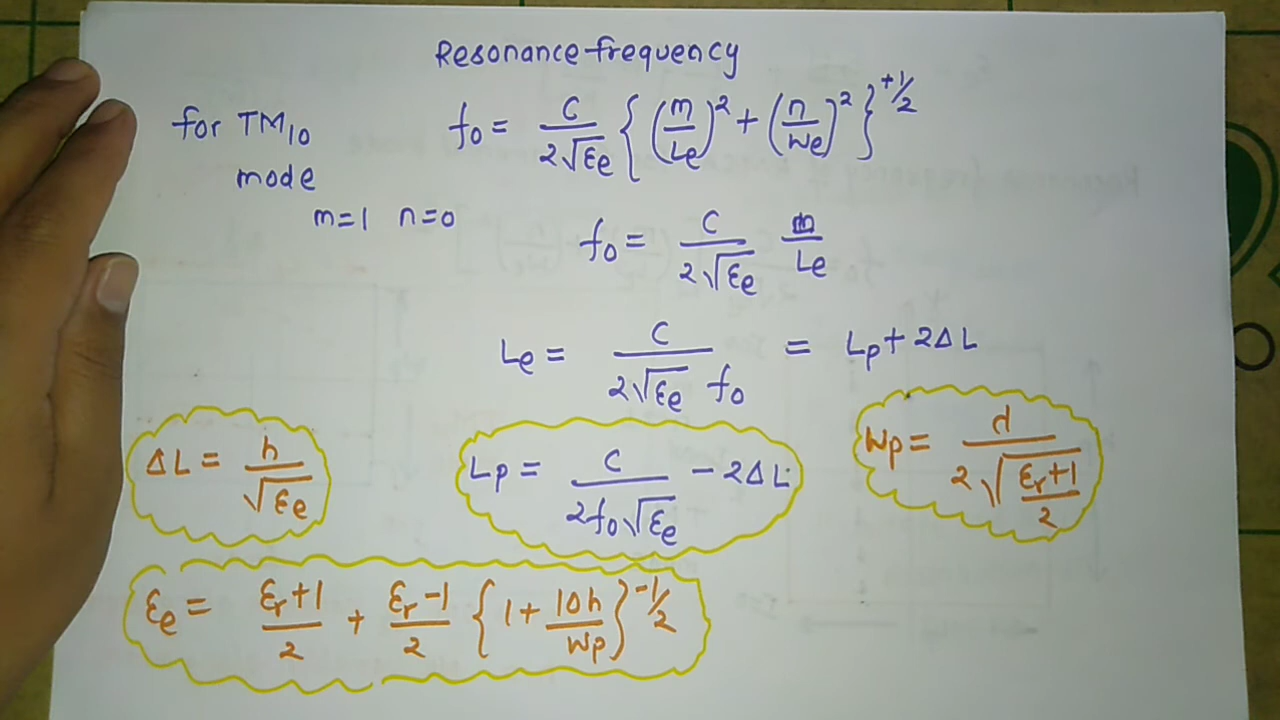 Resonance frequency
for TM₁₀ mode
m=1 n=0
f₀ = C/(2√εe) {(m/Le)² + (n/We)²}^(+1/2)
f₀ = C/(2√εe) m/Le
Le = C/(2√εe f₀) = Lp + 2ΔL
ΔL = h/√εe
Lp = C/(2f₀√εe) - 2ΔL
Wp = d/(2√((εr+1)/2))
εe = (εr+1)/2 + (εr-1)/2 {1 + 10h/Wp}^(-1/2)